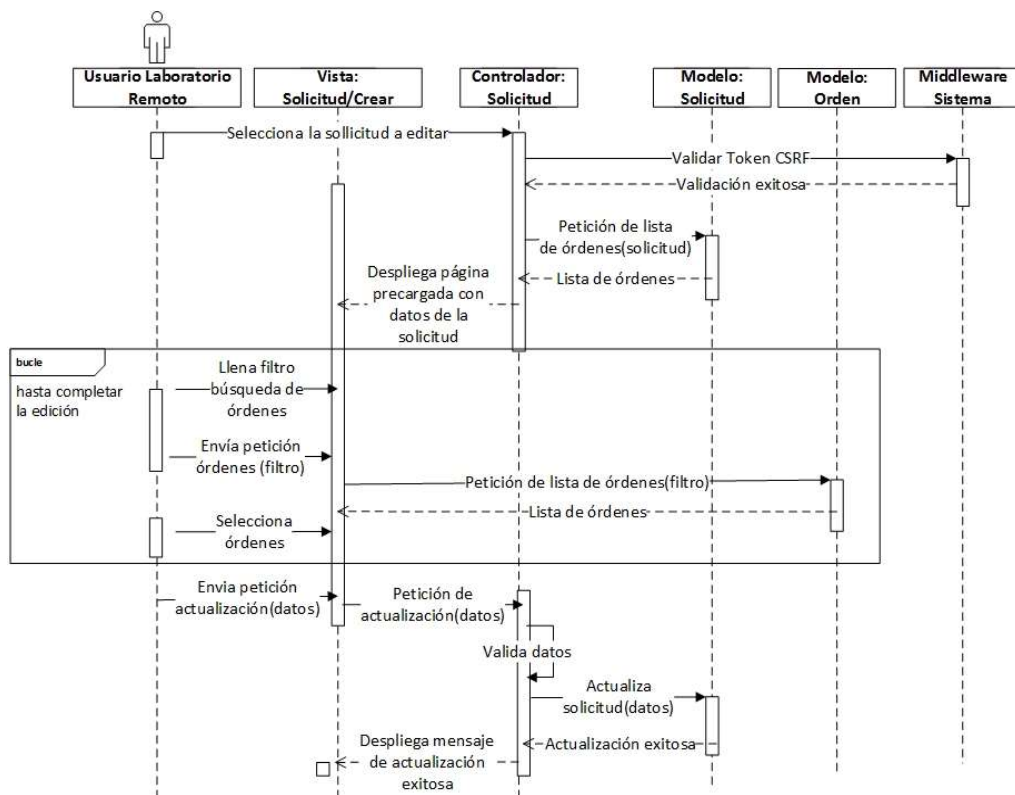 Usuario Laboratorio
Remoto
Vista:
Solicitud/Crear
Controlador:
Solicitud
Modelo:
Solicitud
Modelo:
Orden
Middleware
Sistema
Selecciona la sollicitud a editar
Validar Token CSRF
Validación exitosa
Petición de lista
de órdenes(solicitud)
Lista de órdenes
Despliega página
precargada con
datos de la
solicitud
bucle
hasta completar
la edición
Llena filtro
búsqueda de
órdenes
Envía petición
órdenes (filtro)
Petición de lista de órdenes(filtro)
Lista de órdenes
Selecciona
órdenes
Envia petición
actualización(datos)
Petición de
actualización(datos)
Valida datos
Actualiza
solicitud(datos)
Actualización exitosa
Despliega mensaje
de actualización
exitosa